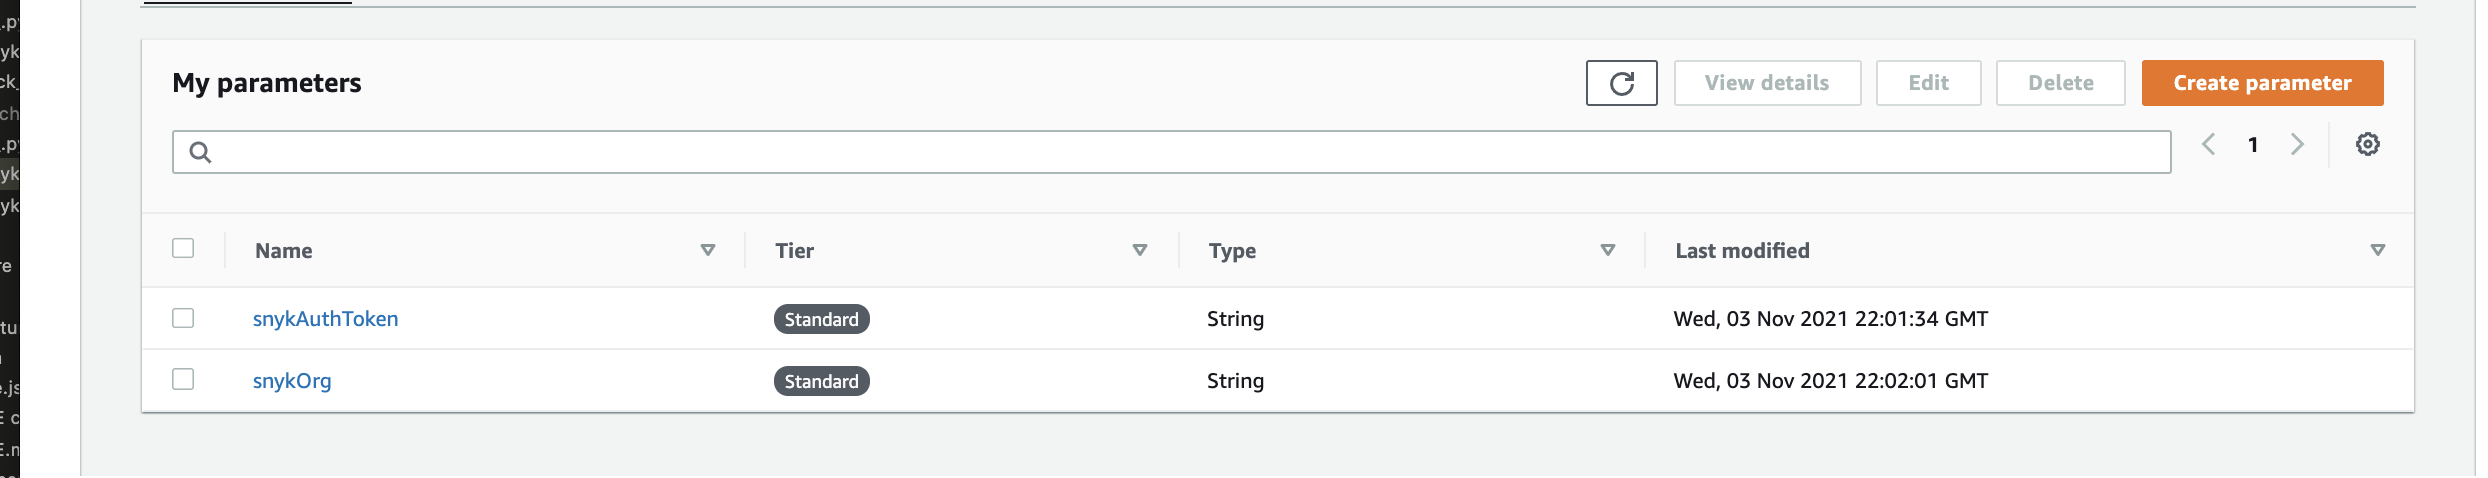 My parameters
View details
Edit
Delete
Create parameter
1
Name
Tier
Type
Last modified
snykAuthToken
Standard
String
Wed, 03 Nov 2021 22:01:34 GMT
snykOrg
Standard
String
Wed, 03 Nov 2021 22:02:01 GMT